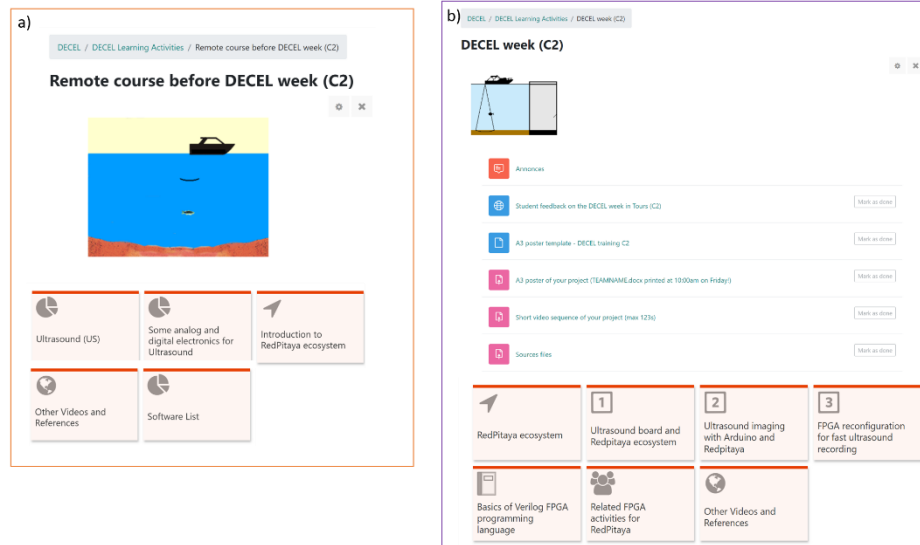 a)
DECEL / DECEL Learning Activities / Remote course before DECEL week (C2)
Remote course before DECEL week (C2)
Ultrasound (US)
Some analog and
digital electronics for
Ultrasound
Introduction to
RedPitaya ecosystem
Other Videos and
References
Software List
b)
DECEL / DECEL Learning Activities / DECEL week (C2)
DECEL week (C2)
Annonces
Student feedback on the DECEL week in Tours (C2)
Mark as done
A3 poster template - DECEL training C2
Mark as done
A3 poster of your project (TEAMNAME.docx printed at 10:00am on Friday!)
Mark as done
Short video sequence of your project (max 123s)
Mark as done
Sources files
Mark as done
RedPitaya ecosystem
1
Ultrasound board and
Redpitaya ecosystem
2
Ultrasound imaging
with Arduino and
Redpitaya
3
FPGA reconfiguration
for fast ultrasound
recording
Basics of Verilog FPGA
programming
language
Related FPGA
activities for
RedPitaya
Other Videos and
References